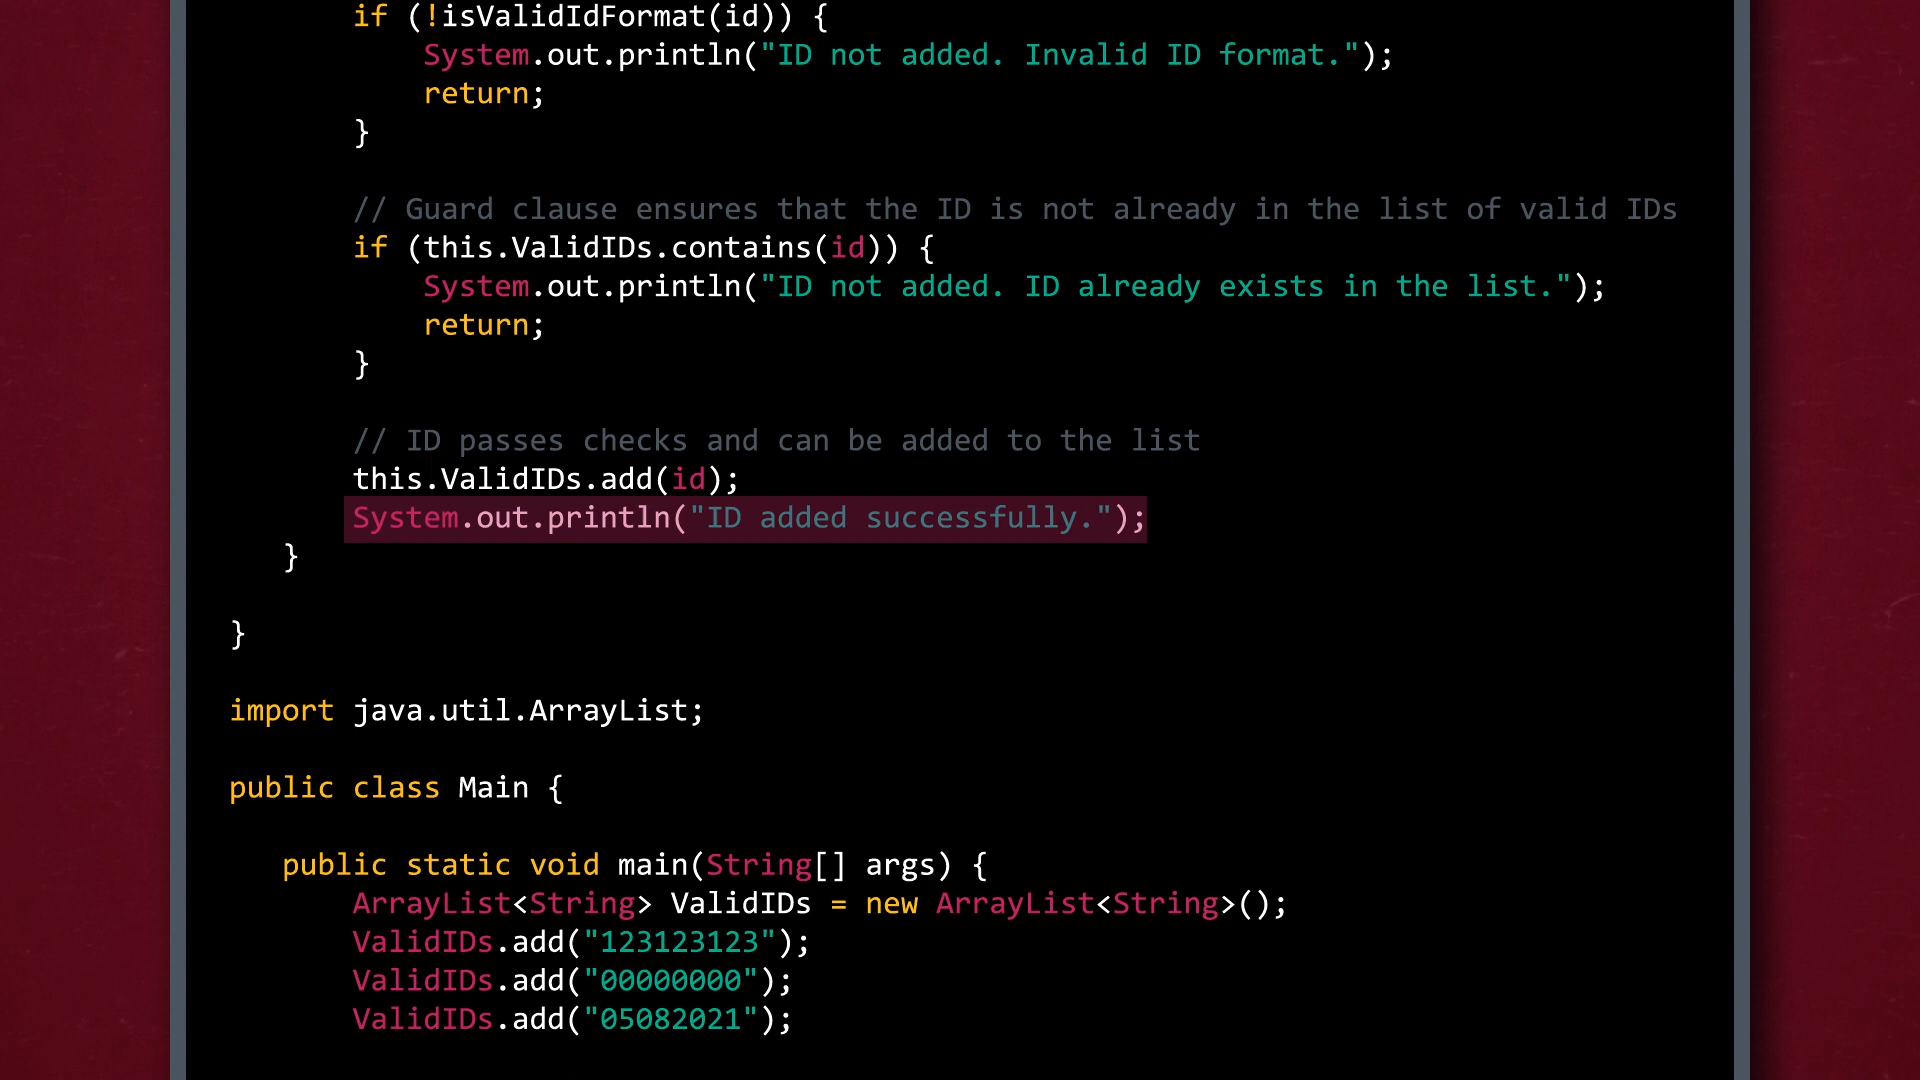 if (!isValidIdFormat(id)) {
System.out.println("ID not added. Invalid ID format.");
return;
}
// Guard clause ensures that the ID is not already in the list of valid IDs
if (this.ValidIDs.contains(id)) {
System.out.println("ID not added. ID already exists in the list.");
return;
}
// ID passes checks and can be added to the list
this.ValidIDs.add(id);
System.out.println("ID added successfully.");
}
}
import java.util.ArrayList;
public class Main {
public static void main(String[] args) {
ArrayList<String> ValidIDs = new ArrayList<String>();
ValidIDs.add("123123123");
ValidIDs.add("00000000");
ValidIDs.add("05082021");